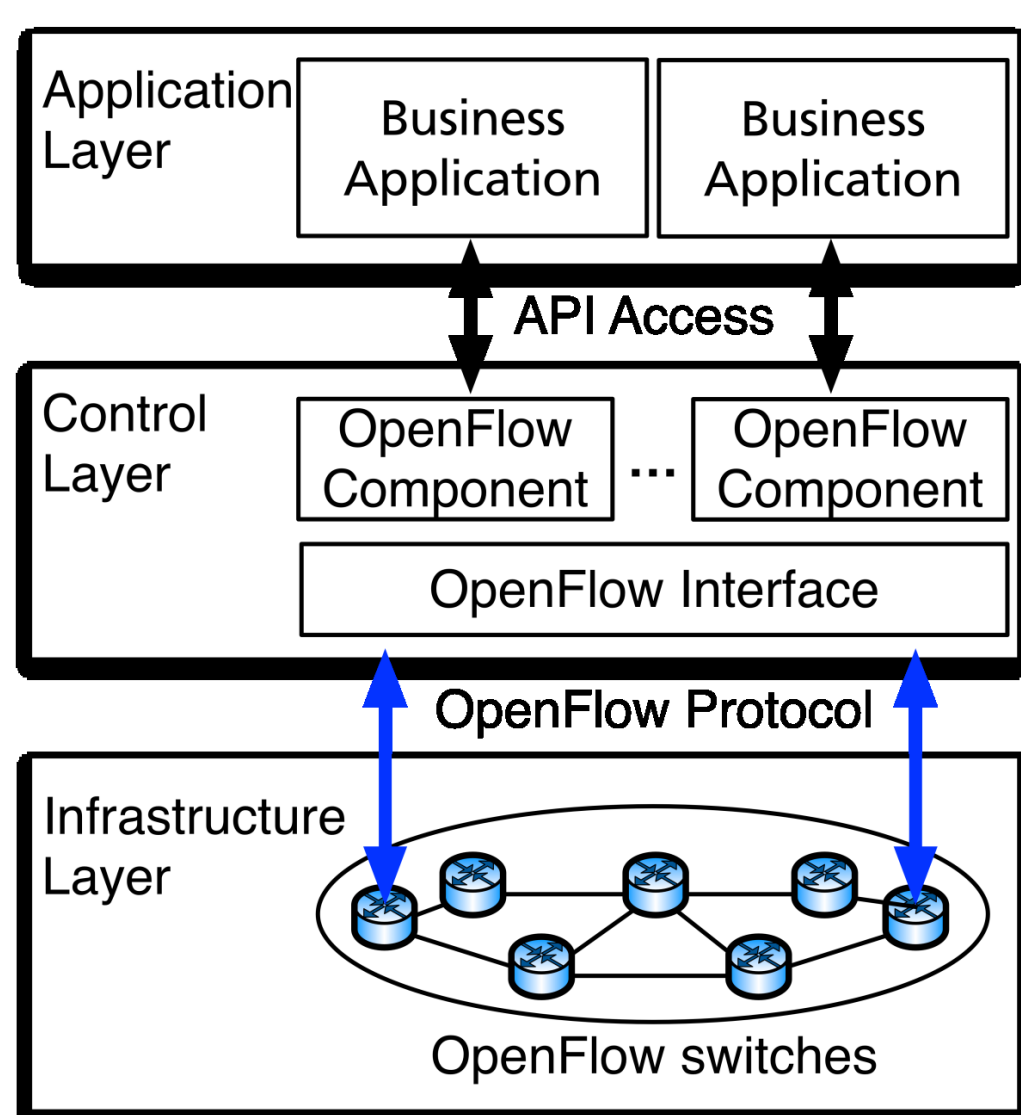 Application
Layer
Business
Application
Business
Application
API Access
Control
Layer
OpenFlow
Component
...
OpenFlow
Component
OpenFlow Interface
OpenFlow Protocol
Infrastructure
Layer
OpenFlow switches